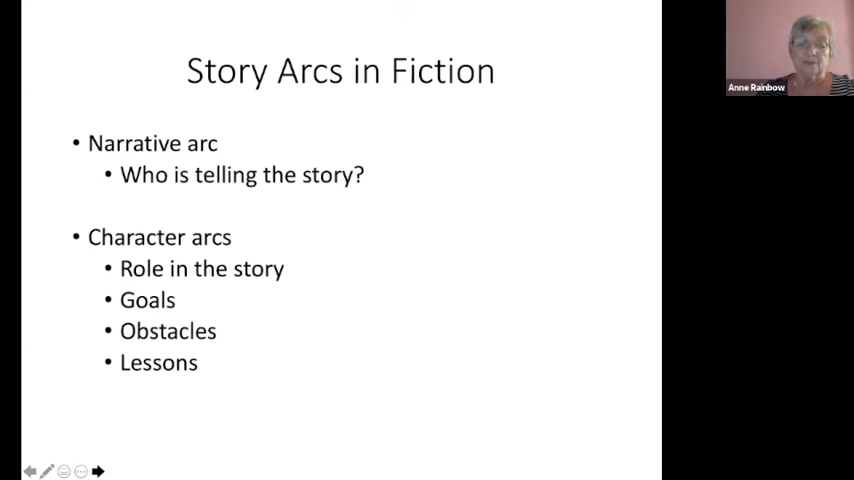 Story Arcs in Fiction
• Narrative arc
• Who is telling the story?
• Character arcs
• Role in the story
• Goals
• Obstacles
• Lessons
Anne Rainbow